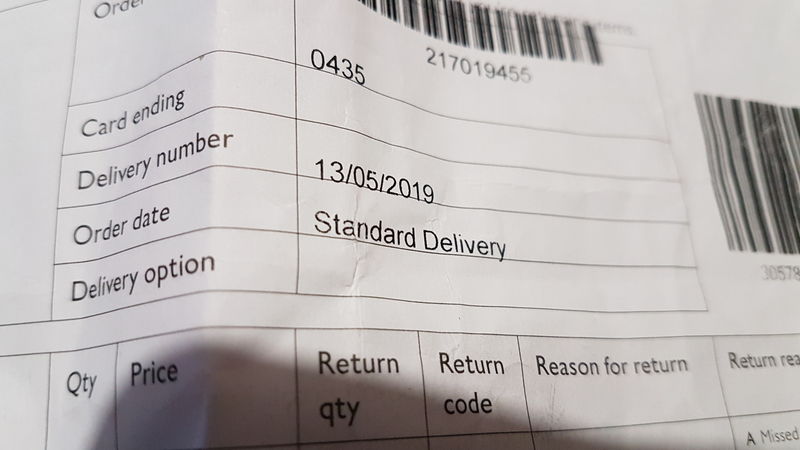 Order
217019455
Card ending 0435
Delivery number
Order date 13/05/2019
Delivery option Standard Delivery
30578
Qty Price Return qty Return code Reason for return Return rea
A Missed